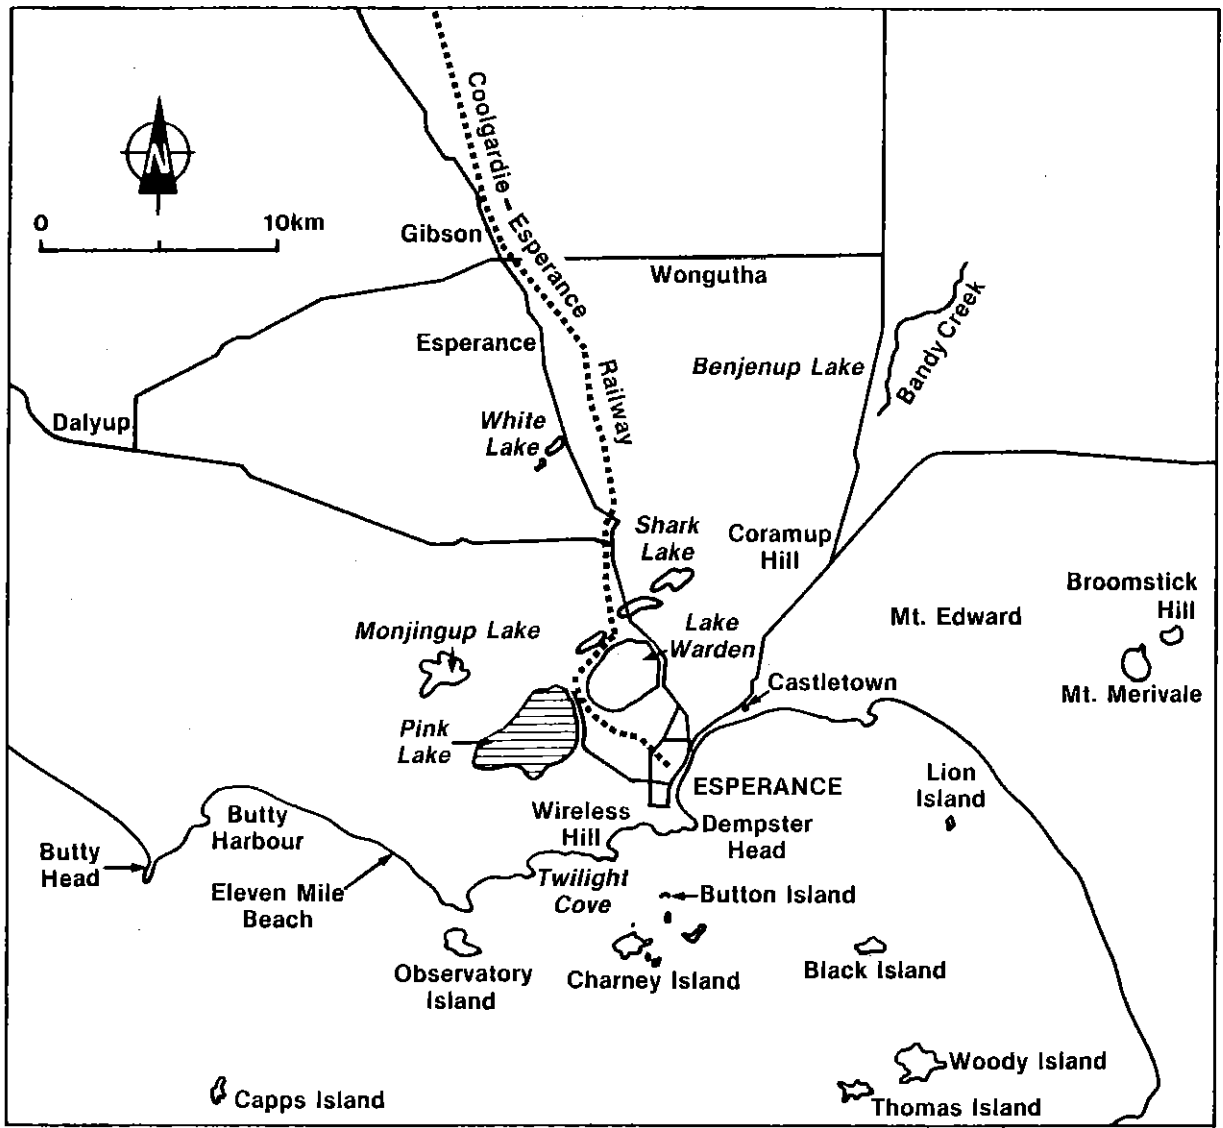 N
0
10km
Coolgardie – Esperance Railway
Gibson
Wongutha
Esperance
Benjenup Lake
Bandy Creek
Dalyup
White
Lake
Shark
Lake
Coramup
Hill
Broomstick
Hill
Mt. Edward
Monjingup Lake
Lake
Warden
Castletown
Mt. Merivale
Pink
Lake
ESPERANCE
Lion
Island
Wireless
Hill
Dempster
Head
Butty
Harbour
Butty
Head
Eleven Mile
Beach
Twilight
Cove
Button Island
Observatory
Island
Charney Island
Black Island
Woody Island
Thomas Island
Capps Island